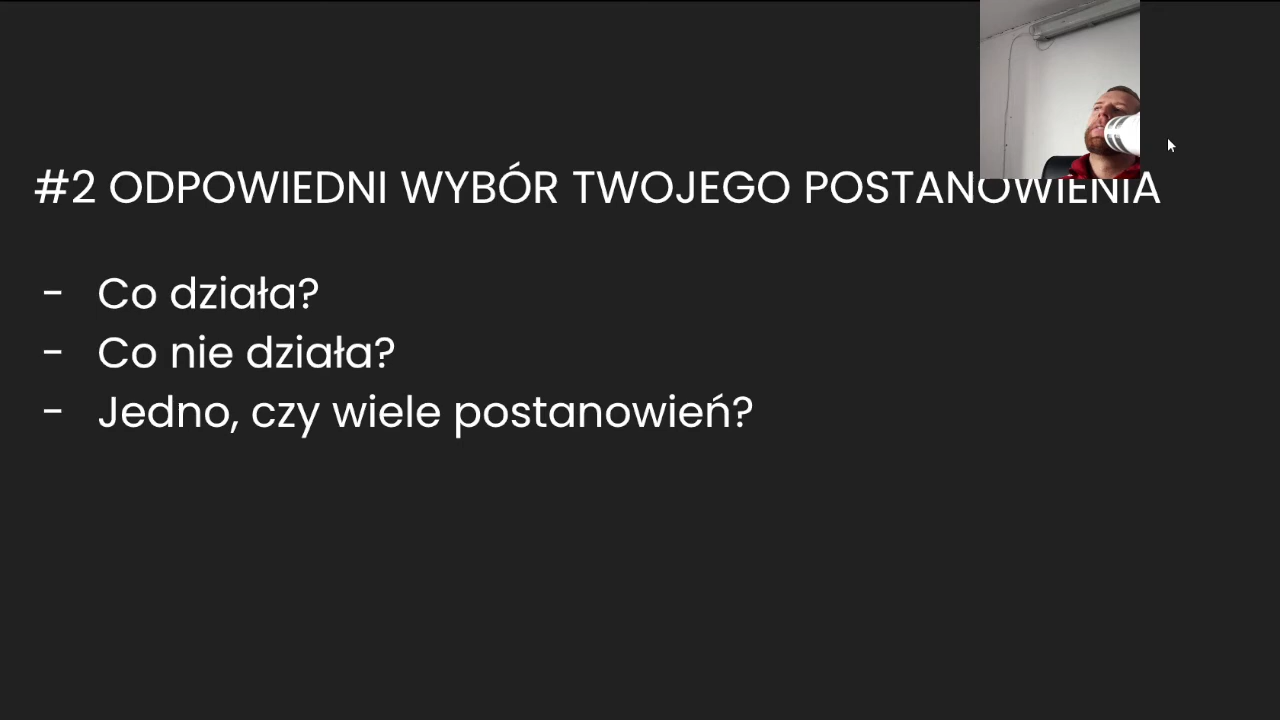 #2 ODPOWIEDNI WYBÓR TWOJEGO POSTANOWIENIA
- Co działa?
- Co nie działa?
- Jedno, czy wiele postanowień?